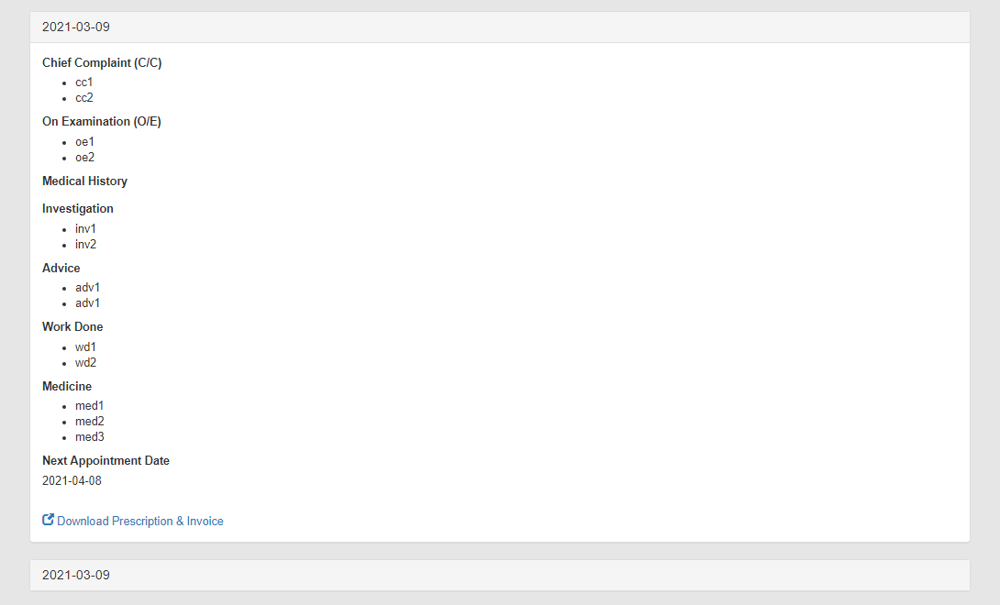 2021-03-09
Chief Complaint (C/C)
cc1
cc2
On Examination (O/E)
oe1
oe2
Medical History
Investigation
inv1
inv2
Advice
adv1
adv1
Work Done
wd1
wd2
Medicine
med1
med2
med3
Next Appointment Date
2021-04-08
Download Prescription & Invoice
2021-03-09